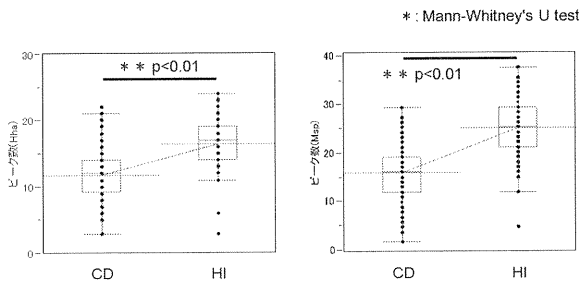 *: Mann-Whitney's U test
** p<0.01
ピーク数(Hha)
30
20
10
0
CD HI
** p<0.01
ピーク数(Msp)
40
30
20
10
0
CD HI